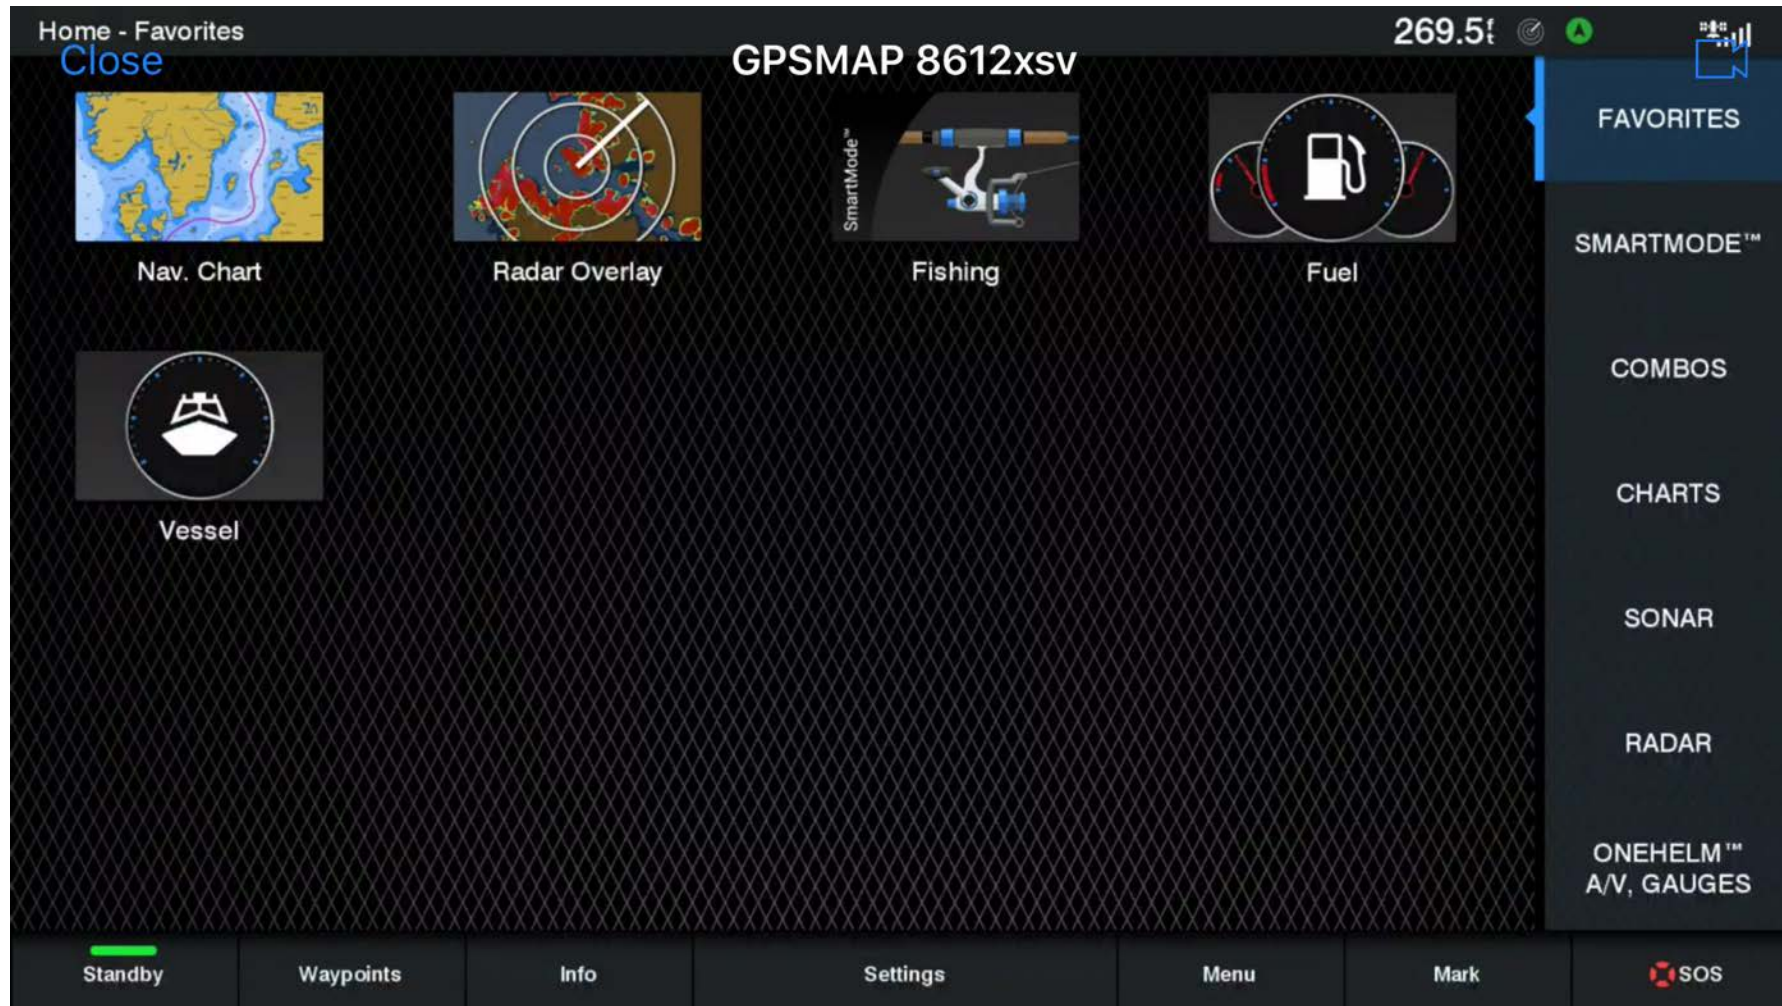 Home - Favorites
269.5ft
Close
GPSMAP 8612xsv
FAVORITES
SmartMode™
Nav. Chart
Radar Overlay
Fishing
Fuel
SMARTMODE™
COMBOS
Vessel
CHARTS
SONAR
RADAR
ONEHELM™
A/V, GAUGES
Standby
Waypoints
Info
Settings
Menu
Mark
SOS